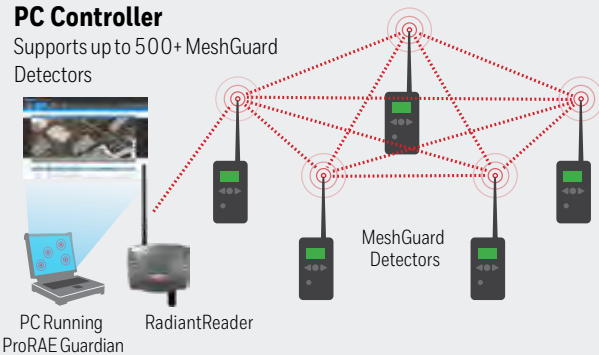 PC Controller
Supports up to 500+ MeshGuard
Detectors
MeshGuard
Detectors
PC Running
ProRAE Guardian
RadiantReader